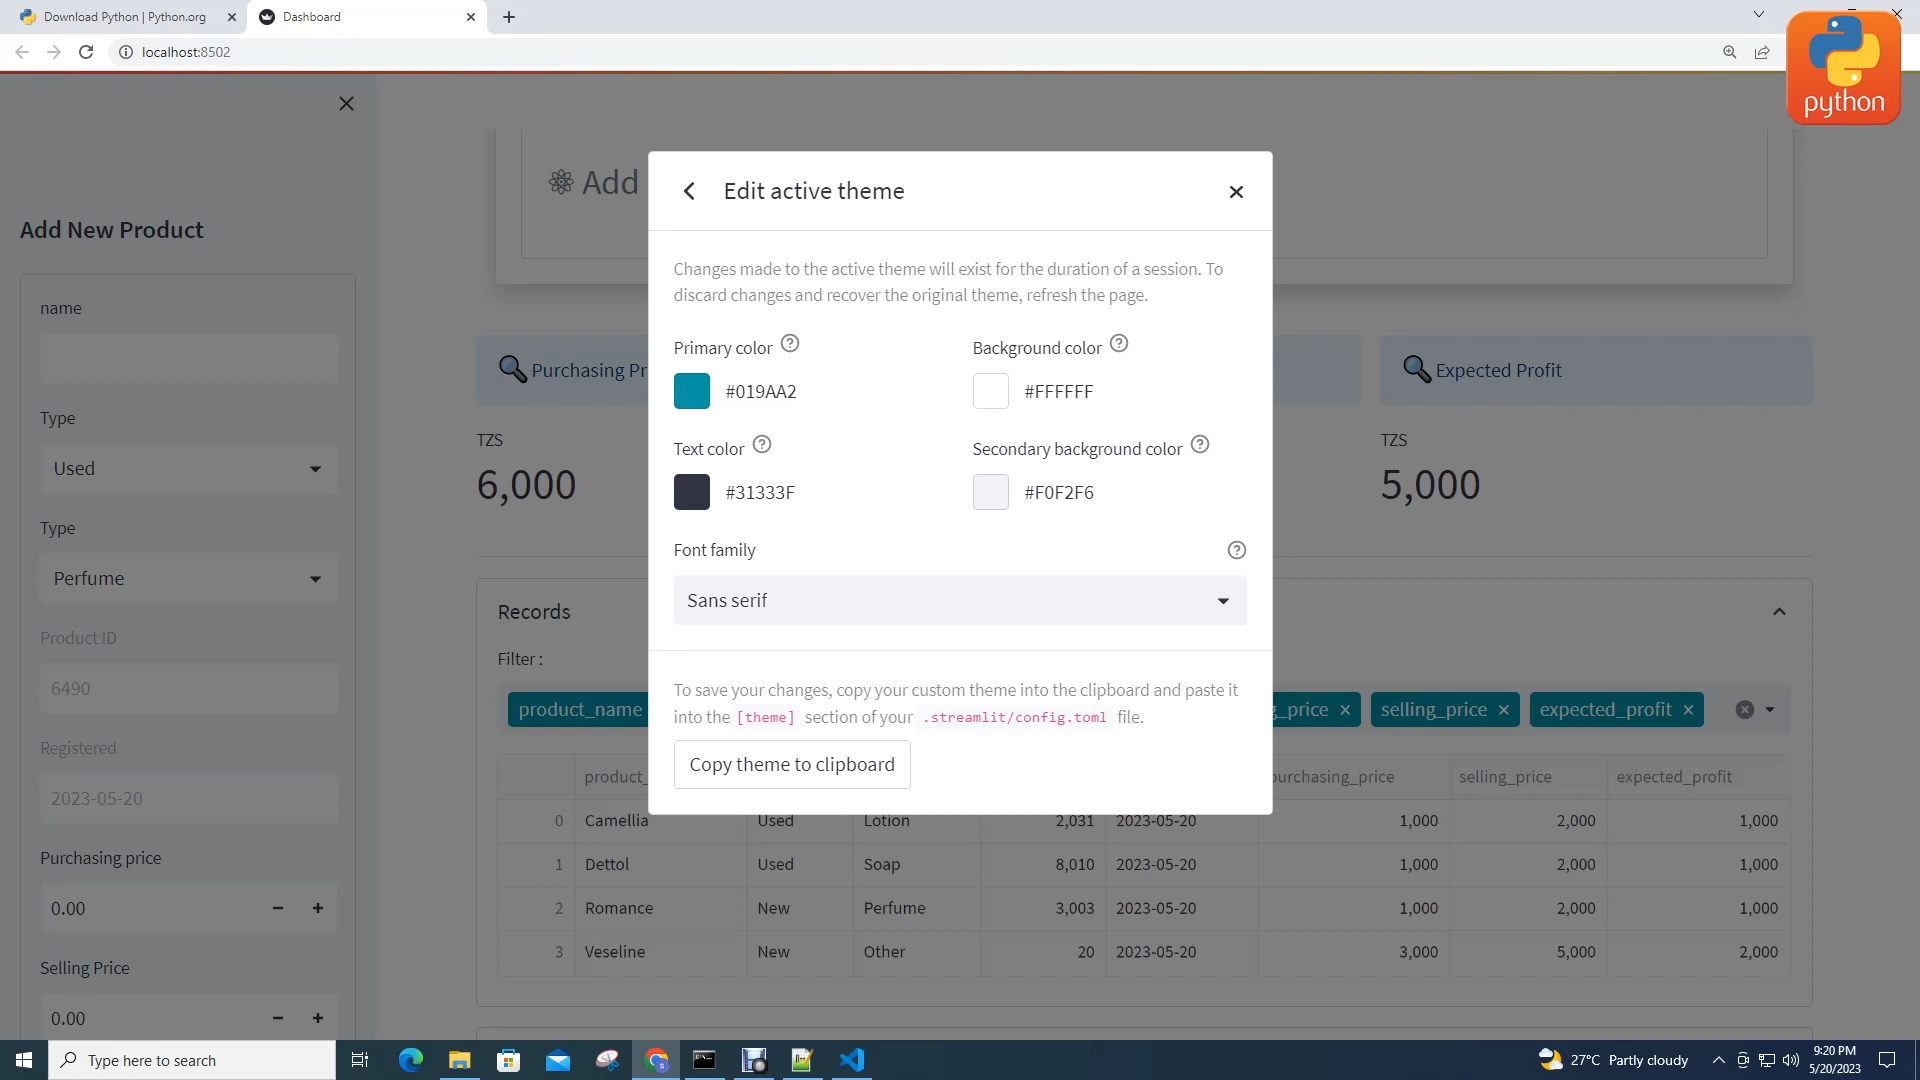 Download Python | Python.org
Dashboard
localhost:8502
python
Add New Product
name
Type
Used
Type
Perfume
Product ID
6490
Registered
2023-05-20
Purchasing price
0.00
Selling Price
0.00
Add
Purchasing Pr
Expected Profit
TZS
6,000
TZS
5,000
Edit active theme
Changes made to the active theme will exist for the duration of a session. To
discard changes and recover the original theme, refresh the page.
Primary color
Background color
#019AA2
#FFFFFF
Text color
Secondary background color
#31333F
#F0F2F6
Font family
Sans serif
To save your changes, copy your custom theme into the clipboard and paste it
into the [theme] section of your .streamlit/config.toml file.
Copy theme to clipboard
Records
Filter :
product_name g_price selling_price expected_profit
product_ purchasing_price selling_price expected_profit
0 Camellia Used Lotion 2,031 2023-05-20 1,000 2,000 1,000
1 Dettol Used Soap 8,010 2023-05-20 1,000 2,000 1,000
2 Romance New Perfume 3,003 2023-05-20 1,000 2,000 1,000
3 Veseline New Other 20 2023-05-20 3,000 5,000 2,000
Type here to search
27°C Partly cloudy
9:20 PM
5/20/2023